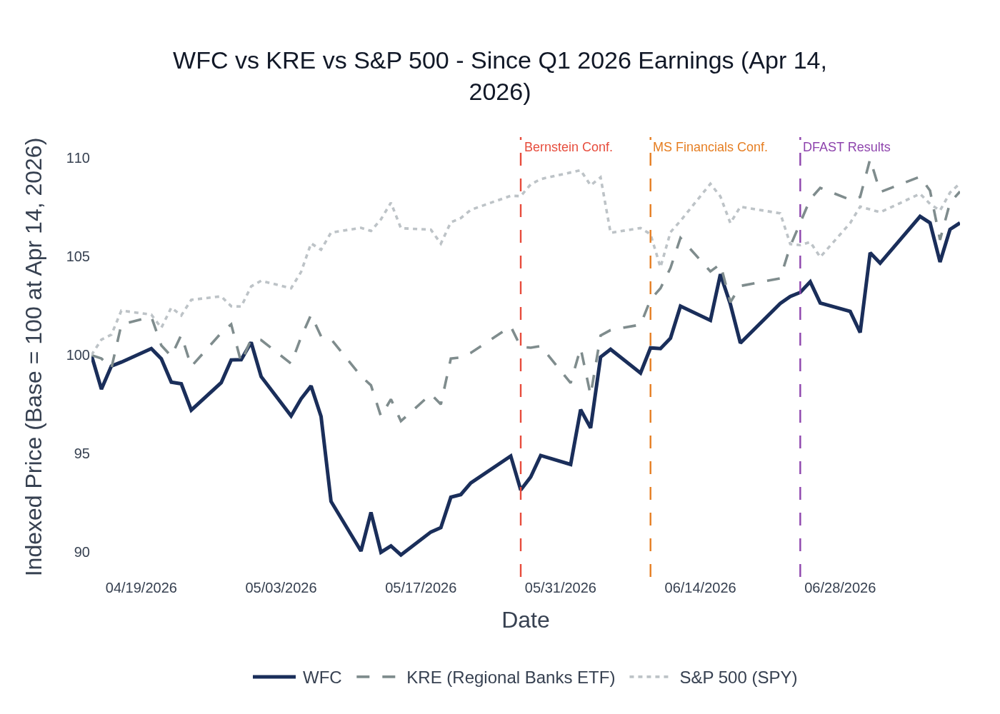 WFC vs KRE vs S&P 500 - Since Q1 2026 Earnings (Apr 14,
2026)
Indexed Price (Base = 100 at Apr 14, 2026)
110
105
100
95
90
Bernstein Conf.
MS Financials Conf.
DFAST Results
04/19/2026
05/03/2026
05/17/2026
05/31/2026
06/14/2026
06/28/2026
Date
WFC
KRE (Regional Banks ETF)
S&P 500 (SPY)